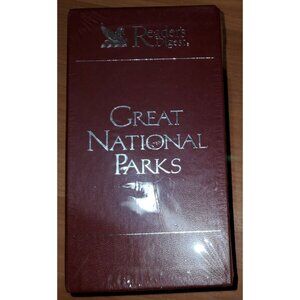 Reader's
Digest
GREAT
NATIONAL
PARKS